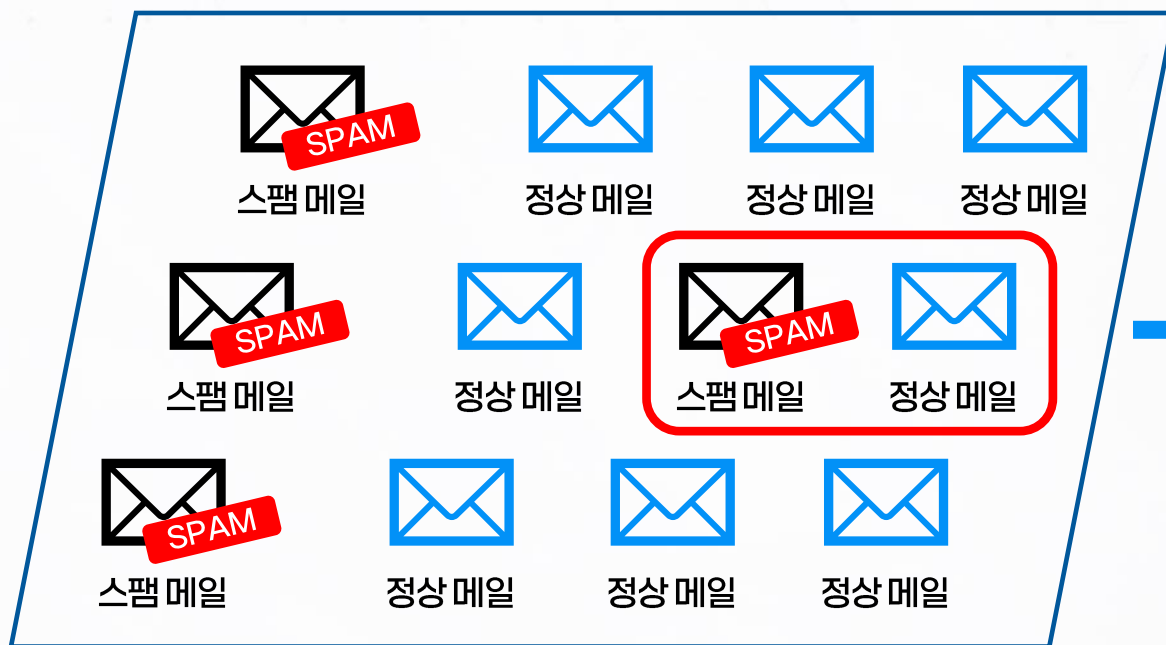 SPAM
스팸 메일 정상 메일 정상 메일 정상 메일
SPAM SPAM
스팸 메일 정상 메일 스팸 메일 정상 메일
SPAM
스팸 메일 정상 메일 정상 메일 정상 메일